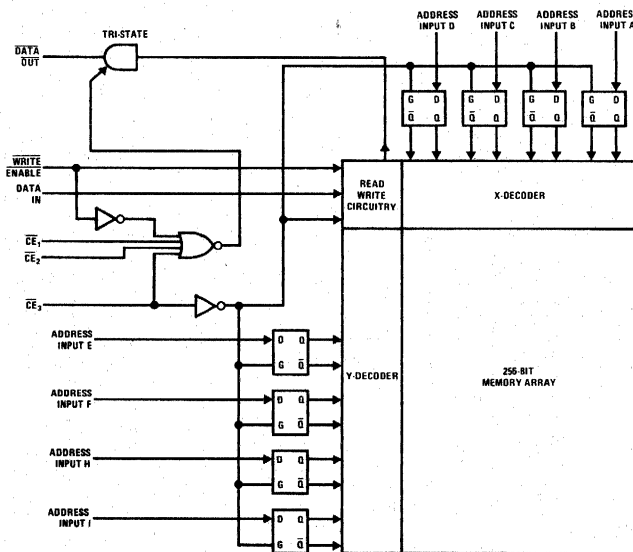 ADDRESS INPUT D
ADDRESS INPUT C
ADDRESS INPUT B
ADDRESS INPUT A
TRI-STATE
DATA OUT
G D
Q̅ Q
G D
Q̅ Q
G D
Q̅ Q
G D
Q̅ Q
WRITE ENABLE
DATA IN
READ WRITE CIRCUITRY
X-DECODER
CE1
CE2
CE3
ADDRESS INPUT E
D Q
G Q̅
Y-DECODER
256-BIT MEMORY ARRAY
ADDRESS INPUT F
D Q
G Q̅
ADDRESS INPUT H
D Q
G Q̅
ADDRESS INPUT I
D Q
G Q̅